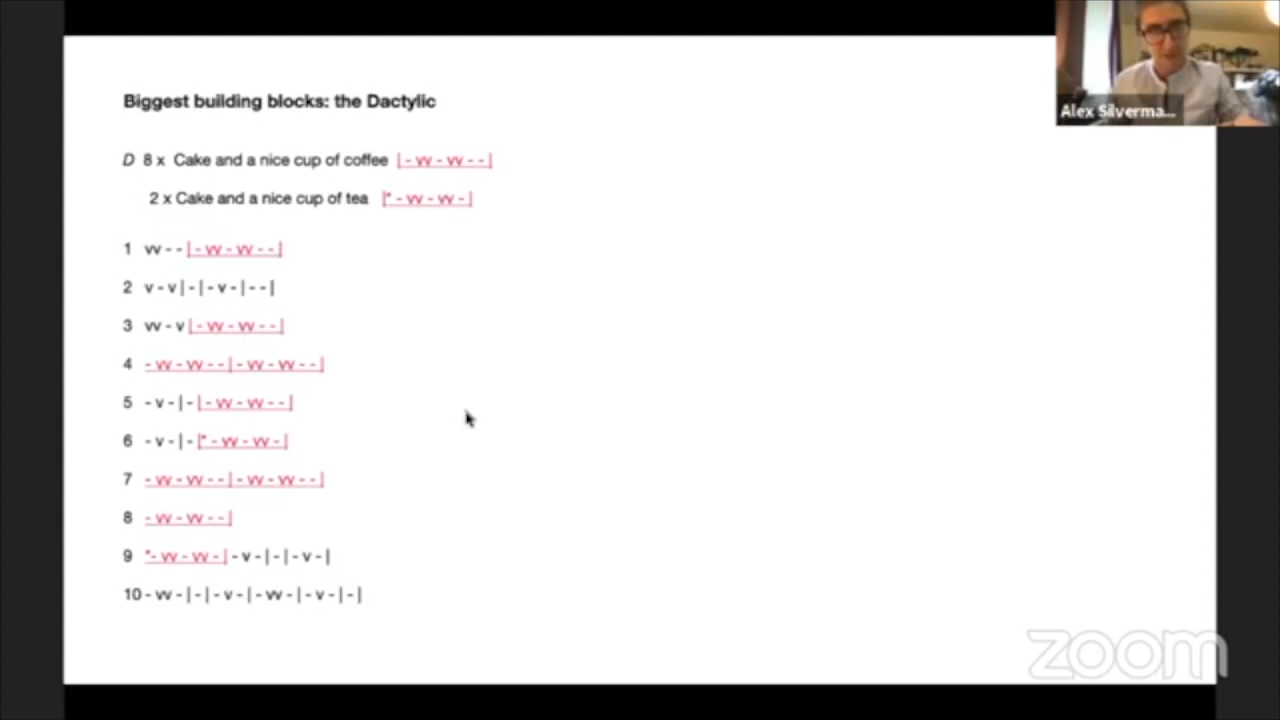 Biggest building blocks: the Dactylic
Alex Silverma...
D 8 x Cake and a nice cup of coffee |- vv - vv - -|
2 x Cake and a nice cup of tea |* - vv - vv -|
1 vv - - |- vv - vv - -|
2 v - v | - | - v - | - - |
3 vv - v |- vv - vv - -|
4 - vv - vv - - | - vv - vv - -|
5 - v - | - |- vv - vv - -|
6 - v - | - |* - vv - vv -|
7 - vv - vv - - | - vv - vv - -|
8 - vv - vv - -|
9 *- vv - vv -| - v - | - | - v - |
10 - vv - | - | - v - | - vv - | - v - | - |
zoom